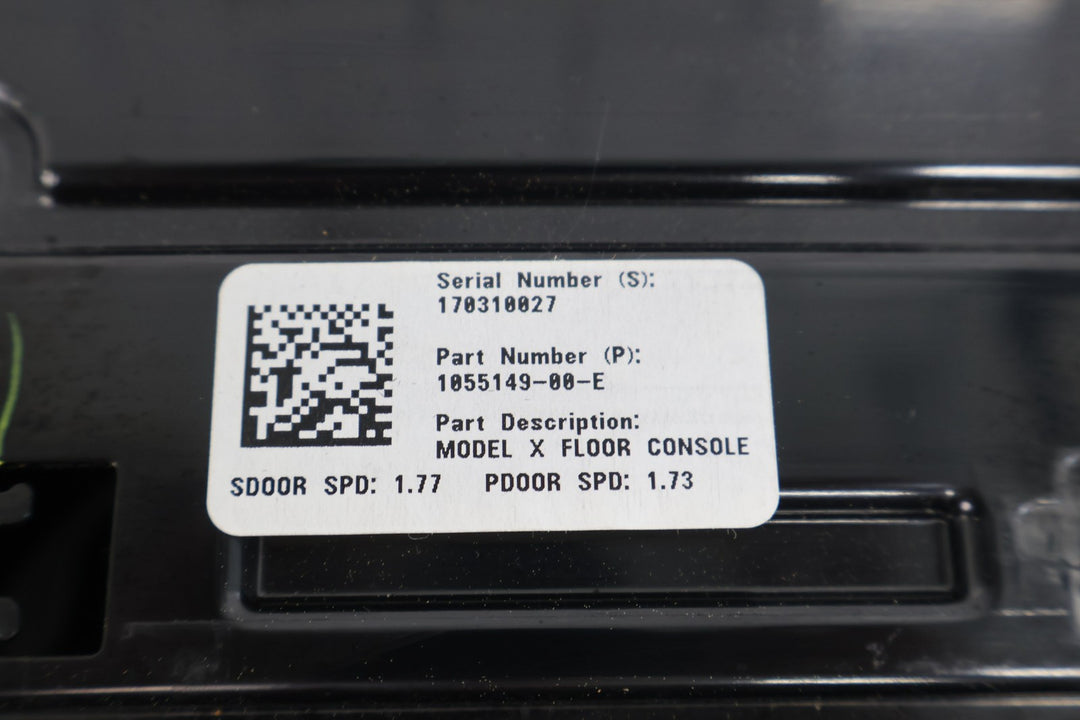 Serial Number (S):
170310027
Part Number (P):
1055149-00-E
Part Description:
MODEL X FLOOR CONSOLE
SDOOR SPD: 1.77 PDOOR SPD: 1.73